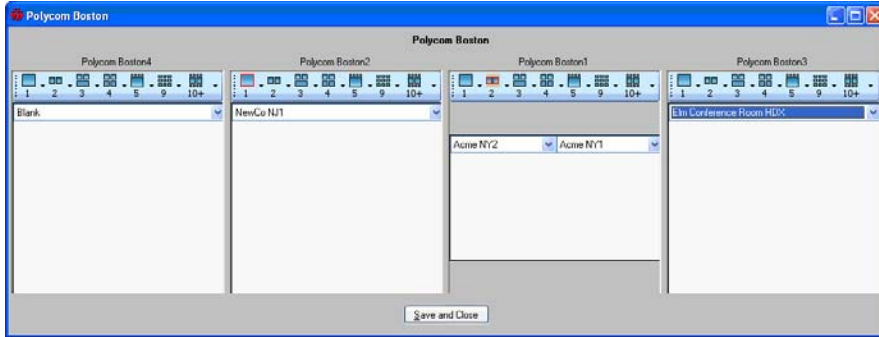 Polycom Boston
Polycom Boston
Polycom Boston4
1 2 3 4 5 9 10+
Blank
Polycom Boston2
1 2 3 4 5 9 10+
NewCo NJ1
Polycom Boston1
1 2 3 4 5 9 10+
Acme NY2 Acme NY1
Polycom Boston3
1 2 3 4 5 9 10+
Elm Conference Room HDX
Save and Close